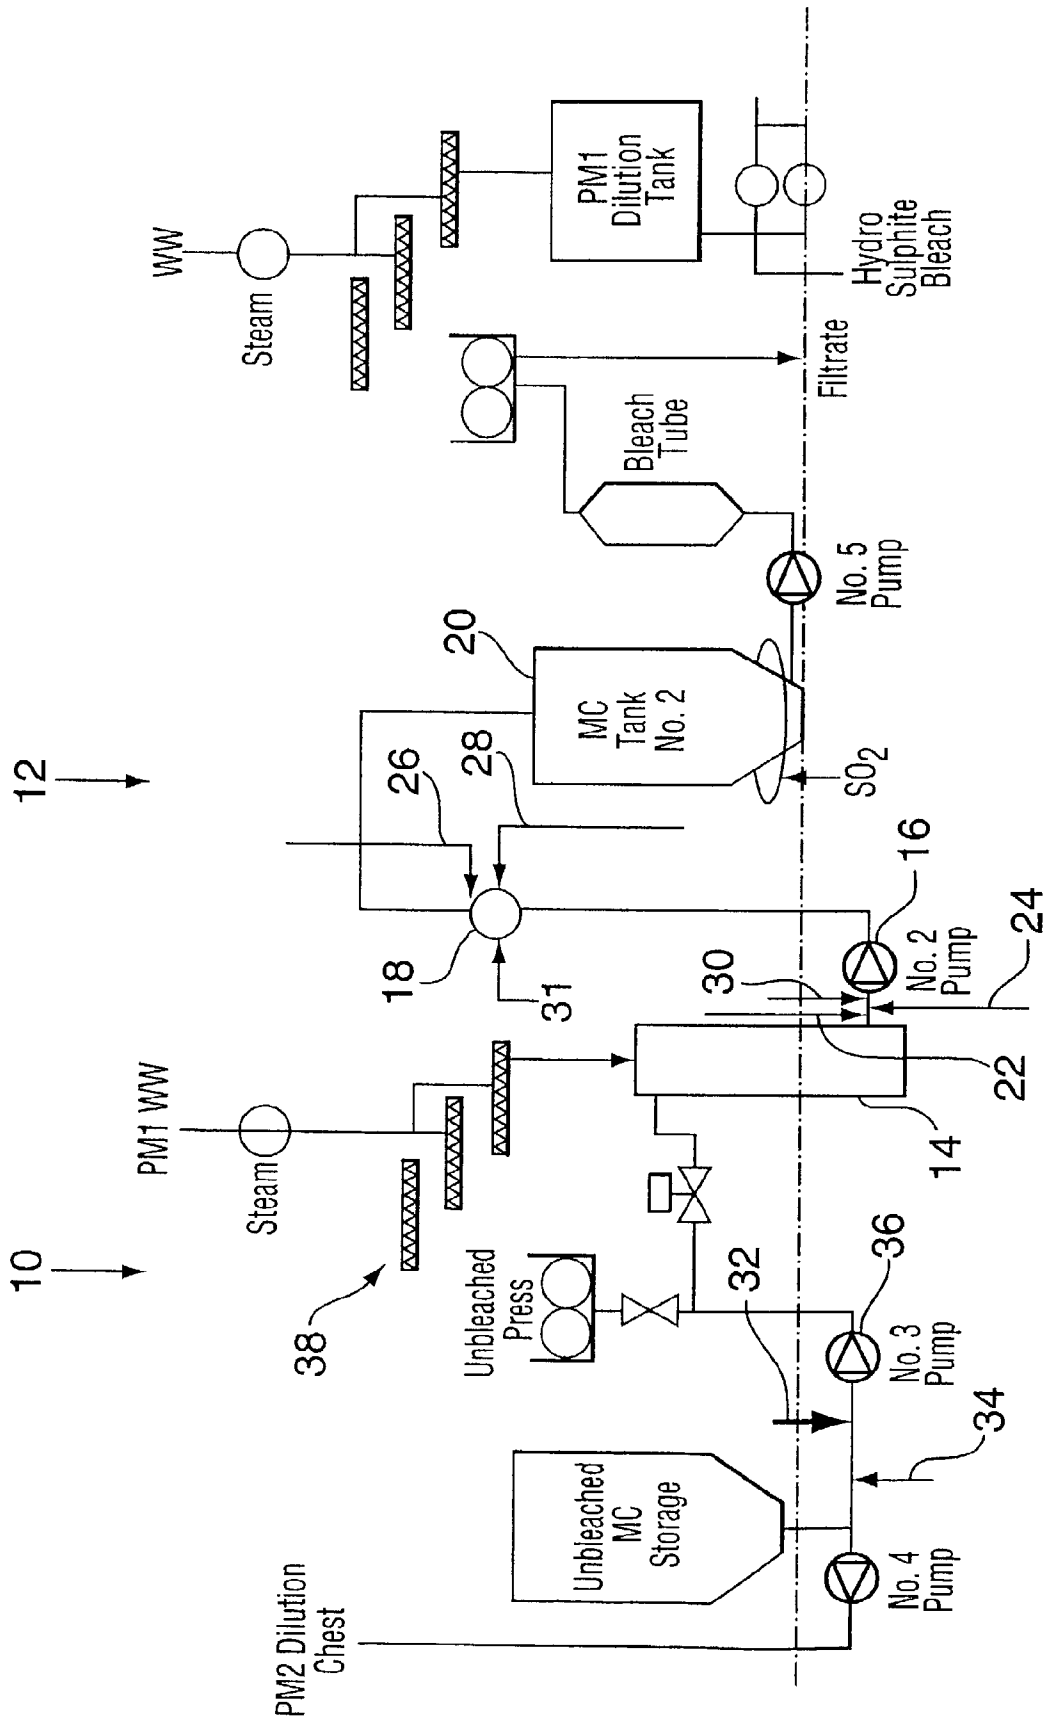 10
12
PM1 WW
Steam
38
WW
Steam
18
31
26
28
20
MC
Tank
No. 2
SO2
Bleach
Tube
Filtrate
PM1
Dilution
Tank
Hydro
Sulphite
Bleach
Unbleached
Press
PM2 Dilution
Chest
Unbleached
MC
Storage
No. 4
Pump
34
32
No. 3
Pump
36
14
22
30
24
No. 2
Pump
16
No. 5
Pump